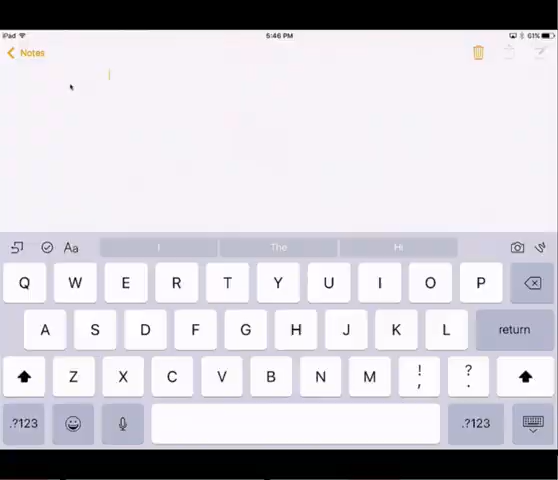 iPad 5:46 PM 61%
Notes
Aa I The Hi
Q W E R T Y U I O P
A S D F G H J K L return
Z X C V B N M ! , ? .
.?123 .?123